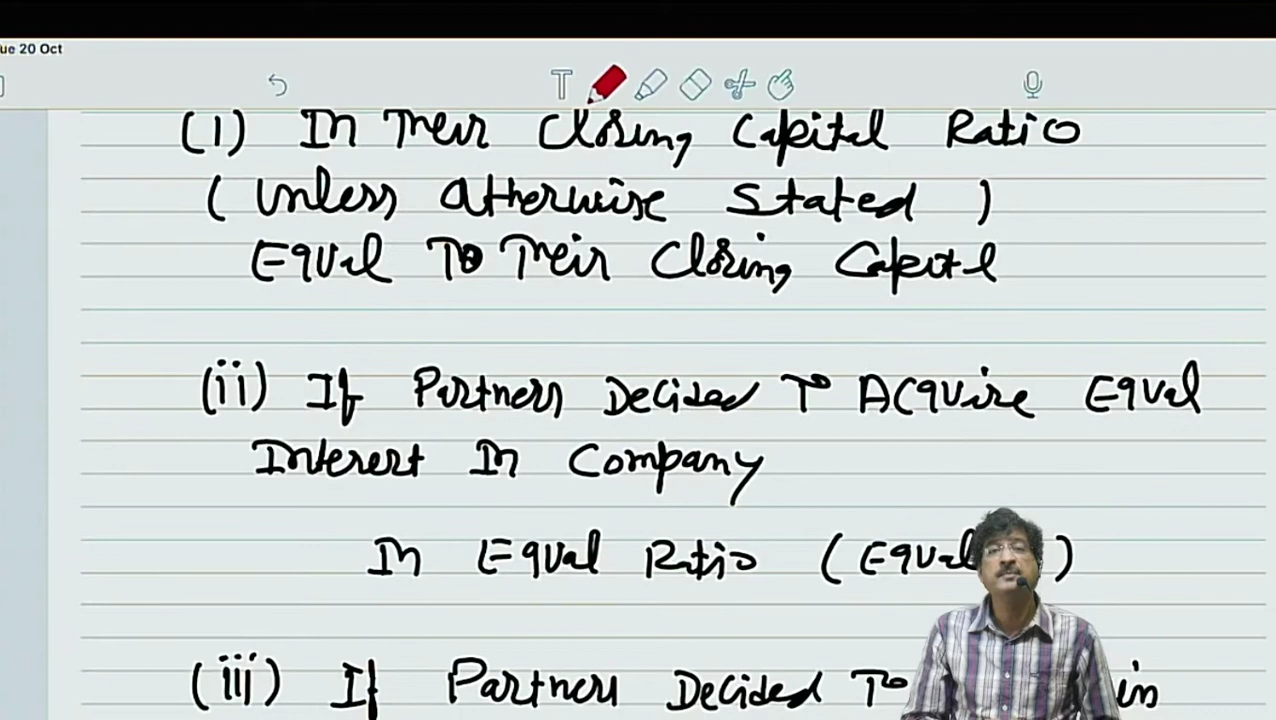 ue 20 Oct
T
(i) In Their Closing Capital Ratio
(Unless Otherwise Stated)
Equal To Their Closing Capital
(ii) If Partners Decided To Acquire Equal
Interest In Company
In Equal Ratio (Equal)
(iii) If Partners Decided To in